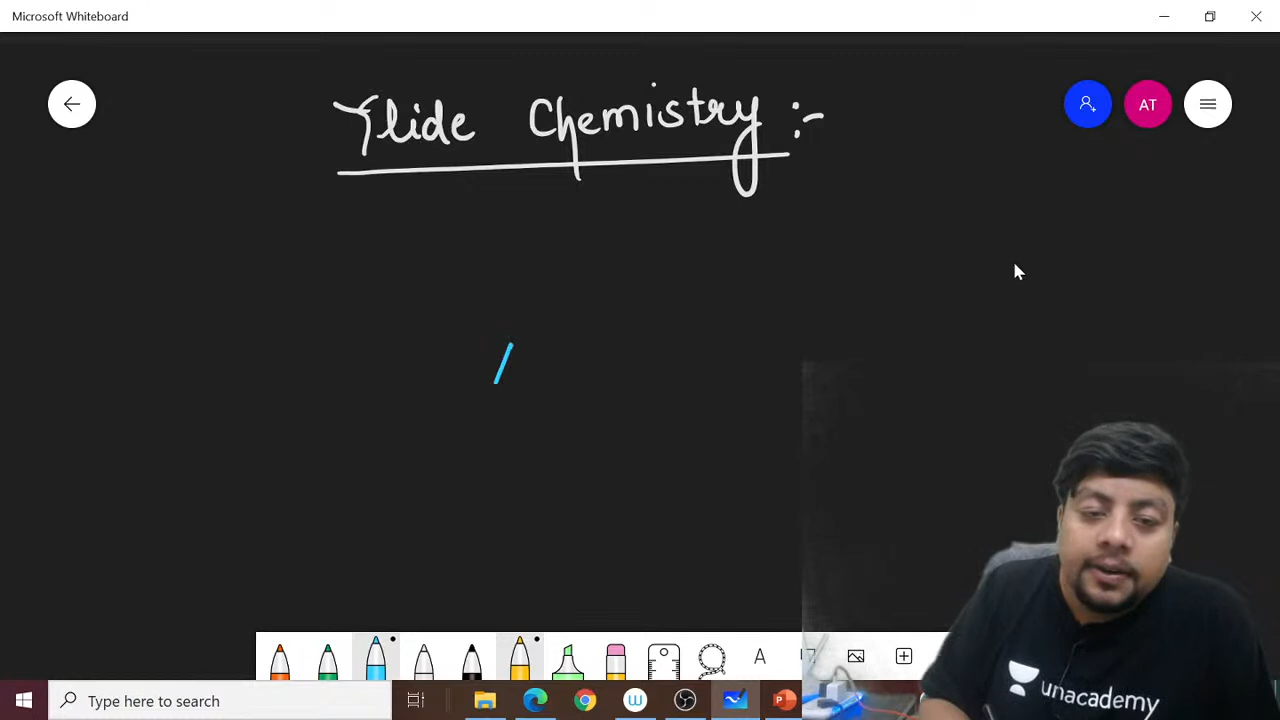 Microsoft Whiteboard
Ylide Chemistry :-
AT
A
Type here to search
unacademy